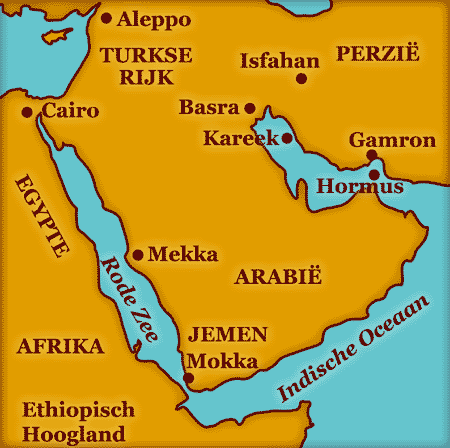 Aleppo
TURKSE
RIJK
Isfahan
PERZIË
Cairo
Basra
Kareek
Gamron
Hormus
EGYPTE
Mekka
Rode Zee
ARABIË
AFRIKA
JEMEN
Mokka
Indische Oceaan
Ethiopisch
Hoogland